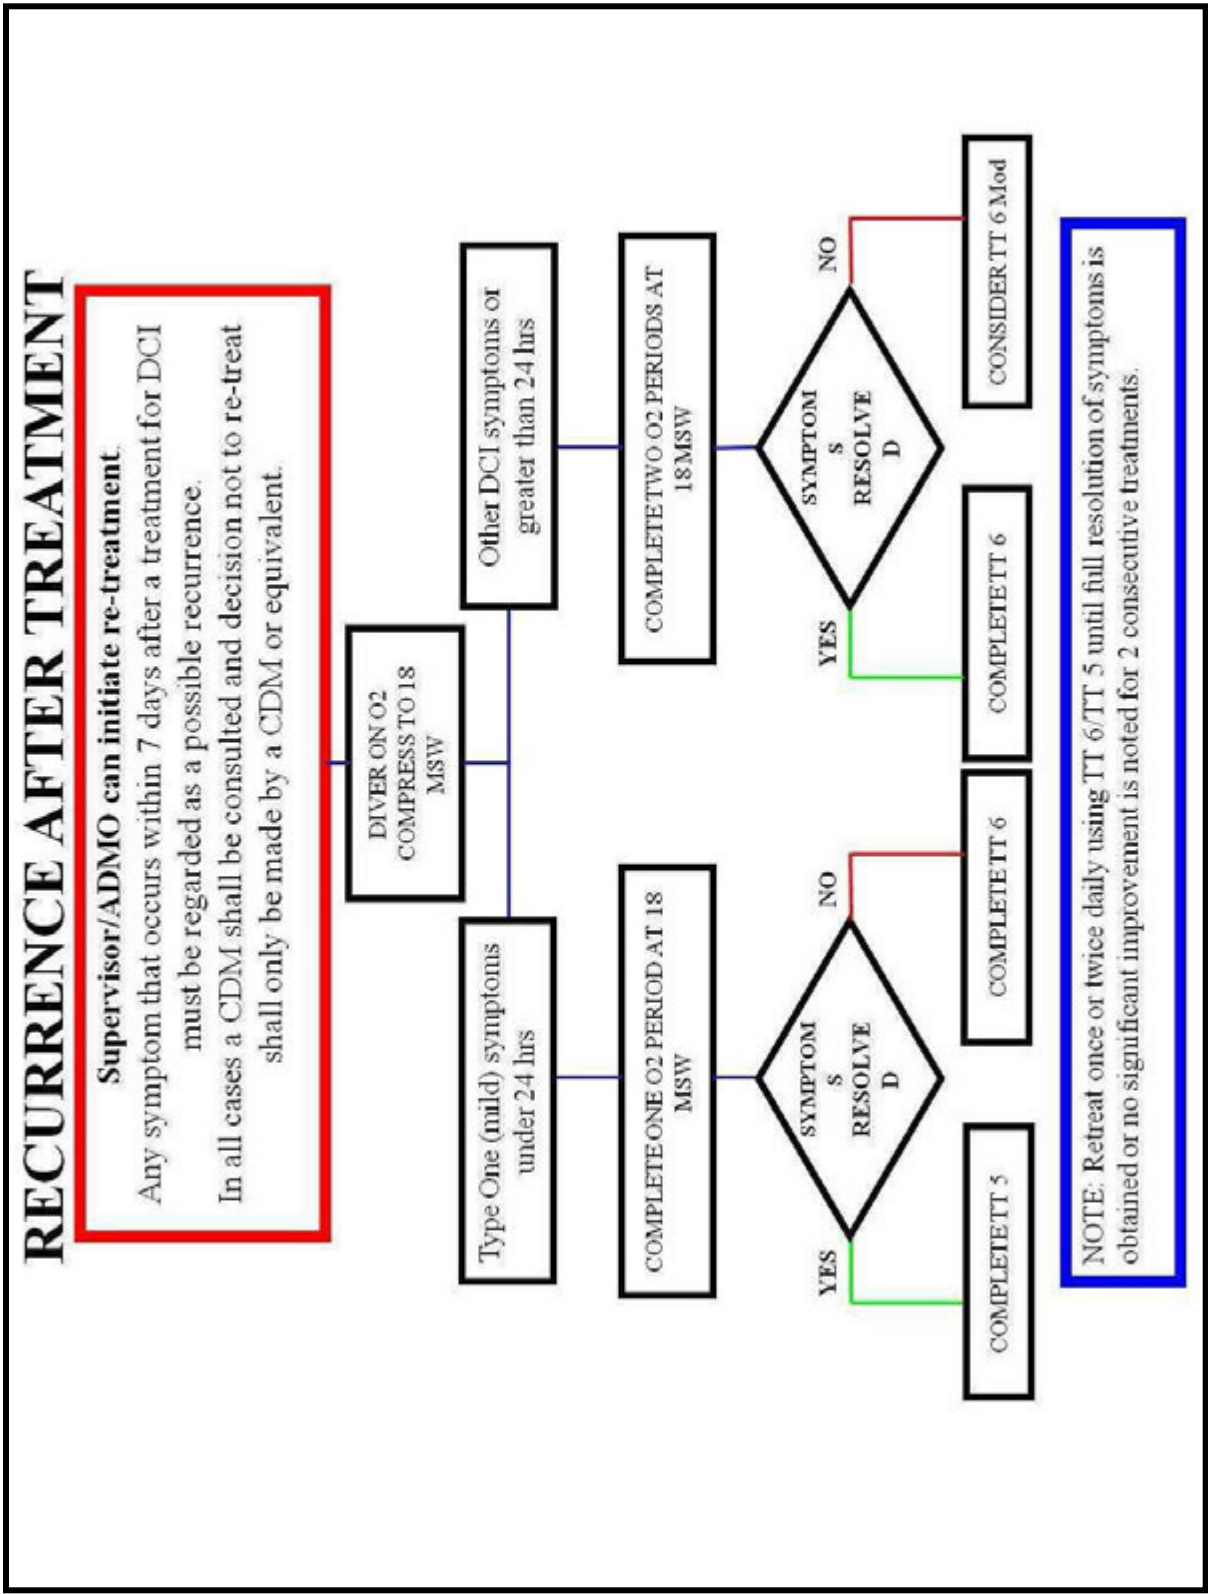 RECURRENCE AFTER TREATMENT
Supervisor/ADMO can initiate re-treatment.
Any symptom that occurs within 7 days after a treatment for DCI
must be regarded as a possible recurrence.
In all cases a CDM shall be consulted and decision not to re-treat
shall only be made by a CDM or equivalent.
DIVER ON O2
COMPRESS TO 18
MSW
Type One (mild) symptoms
under 24 hrs
Other DCI symptoms or
greater than 24 hrs
COMPLETE ONE O2 PERIOD AT 18
MSW
COMPLETE TWO O2 PERIODS AT
18 MSW
YES
SYMPTOM
S
RESOLVE
D
NO
YES
SYMPTOM
S
RESOLVE
D
NO
COMPLETE TT 5
COMPLETE TT 6
COMPLETE TT 6
CONSIDER TT 6 Mod
NOTE: Retreat once or twice daily using TT 6/TT 5 until full resolution of symptoms is
obtained or no significant improvement is noted for 2 consecutive treatments.